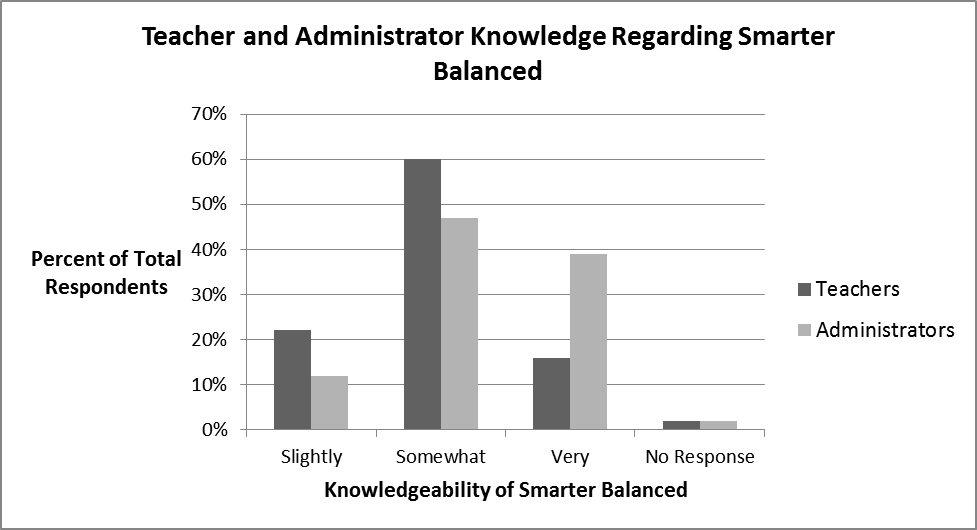 Teacher and Administrator Knowledge Regarding Smarter
Balanced
70%
60%
50%
40%
30%
20%
10%
0%
Percent of Total
Respondents
Slightly
Somewhat
Very
No Response
Knowledgeability of Smarter Balanced
Teachers
Administrators